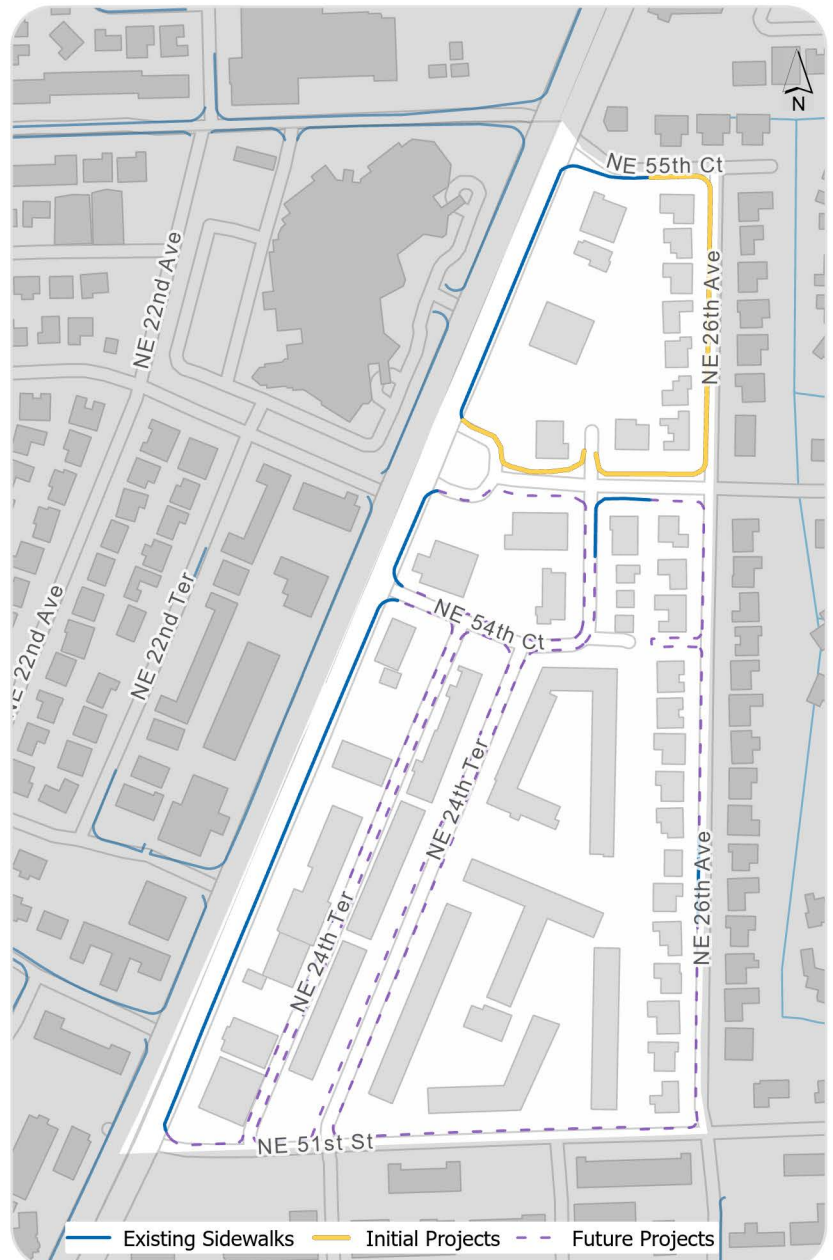 N
NE 55th Ct
NE 22nd Ave
NE 26th Ave
NE 22nd Ave
NE 22nd Ter
NE 54th Ct
NE 24th Ter
NE 24th Ter
NE 26th Ave
NE 51st St
Existing Sidewalks Initial Projects Future Projects